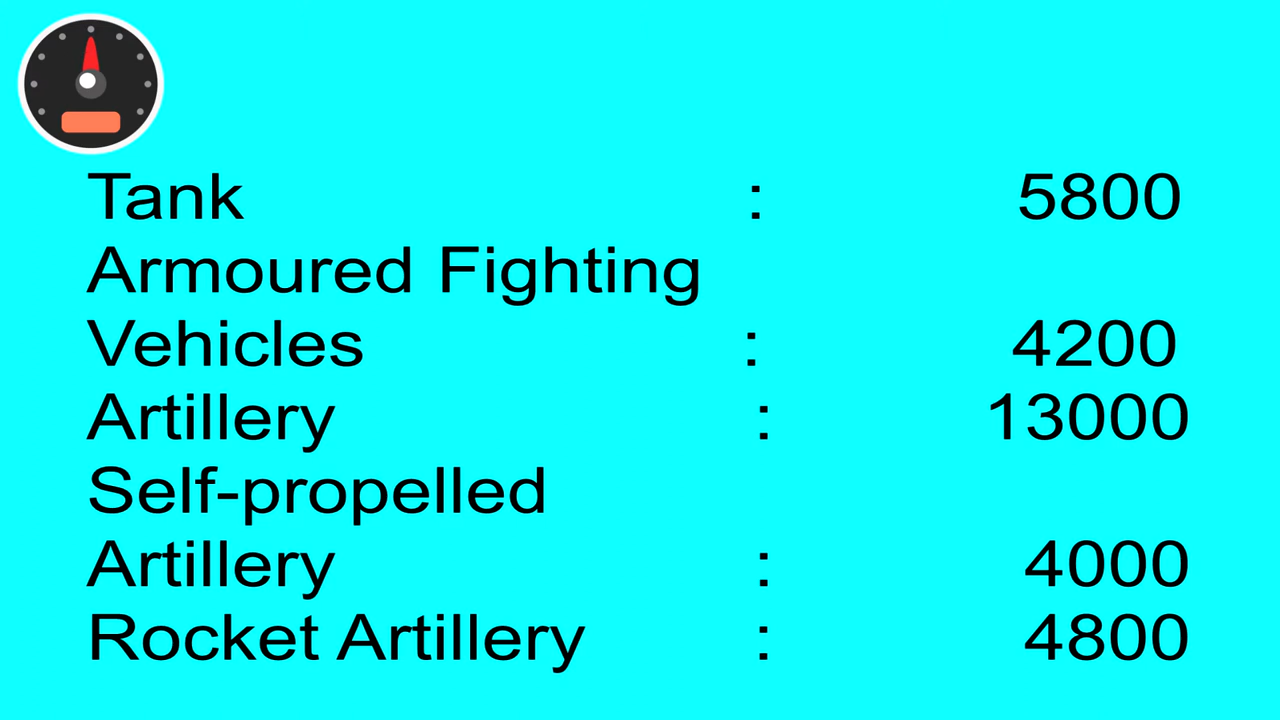 Tank : 5800
Armoured Fighting
Vehicles : 4200
Artillery : 13000
Self-propelled
Artillery : 4000
Rocket Artillery : 4800